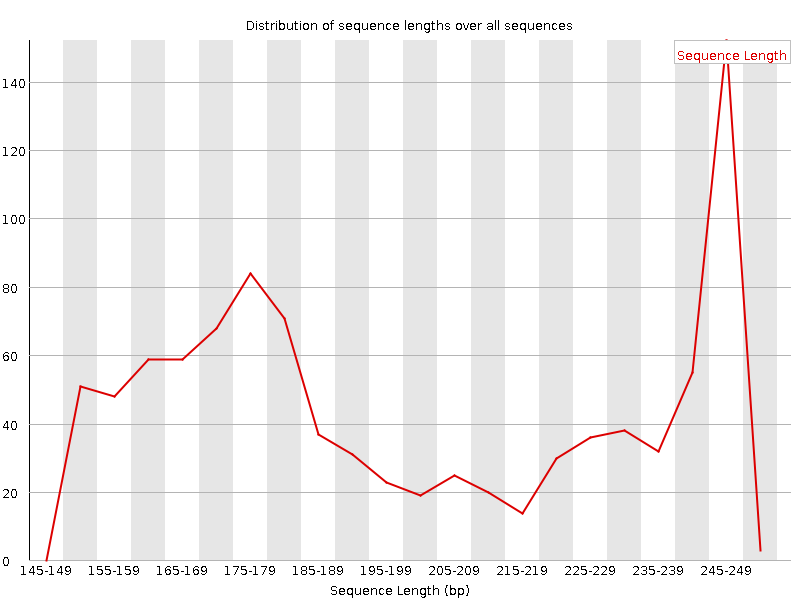 Distribution of sequence lengths over all sequences
Sequence Length
140
120
100
80
60
40
20
0
145-149 155-159 165-169 175-179 185-189 195-199 205-209 215-219 225-229 235-239 245-249
Sequence Length (bp)